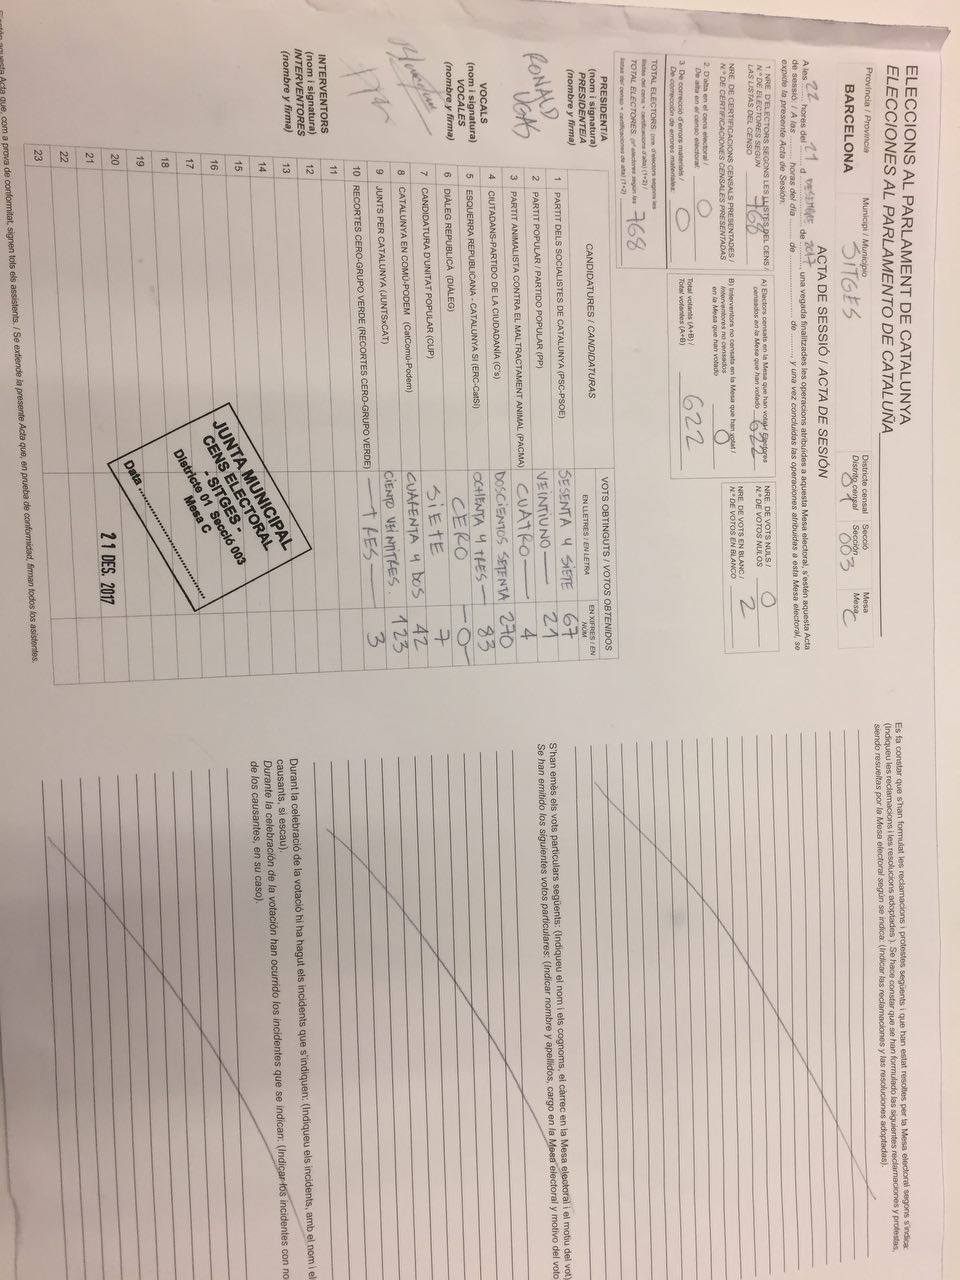 ELECCIONS AL PARLAMENT DE CATALUNYA
ELECCIONES AL PARLAMENTO DE CATALUÑA
Província / Provincia
BARCELONA
Municipi / Municipio
SITGES
Districte censal
Distrito censal
01
Secció
Sección
003
Mesa
Mesa
C
ACTA DE SESSIÓ / ACTA DE SESIÓN
A les 22 hores del 21 d DESEMBRE de 2017, una vegada finalitzades les operacions atribuïdes a aquesta Mesa electoral, s'estén aquesta Acta
de sessió. / A las ........ horas del día ........ de ........ de ........, y una vez concluidas las operaciones atribuidas a esta Mesa electoral, se
expide la presente Acta de Sesión.
1. NRE. D'ELECTORS SEGONS LES LLISTES DEL CENS /
N.º DE ELECTORES SEGÚN
LAS LISTAS DEL CENSO
768
NRE. DE CERTIFICACIONS CENSALS PRESENTADES /
N.º DE CERTIFICACIONES CENSALES PRESENTADAS
2. D'alta en el cens electoral /
De alta en el censo electoral:
0
3. De correcció d'errors materials /
De corrección de errores materiales:
0
TOTAL ELECTORS: (nre. d'electors segons les
llistes del cens + certificacions d'alta) (1+2) /
TOTAL ELECTORES: (nº electores según las
listas del censo + certificaciones de alta) (1+2)
768
A) Electors censats en la Mesa que han votat / Electores
censados en la Mesa que han votado
622
B) Interventors no censats en la Mesa que han votat /
Interventores no censados
en la Mesa que han votado
0
Total votants (A+B) /
Total votantes (A+B)
622
NRE. DE VOTS NULS /
N.º DE VOTOS NULOS
0
NRE. DE VOTS EN BLANC /
N.º DE VOTOS EN BLANCO
2
PRESIDENT/A
(nom i signatura)
PRESIDENTE/A
(nombre y firma)
RONALD
VOCALS
(nom i signatura)
VOCALES
(nombre y firma)
INTERVENTORS
(nom i signatura)
INTERVENTORES
(nombre y firma)
CANDIDATURES / CANDIDATURAS
VOTS OBTINGUTS / VOTOS OBTENIDOS
EN LLETRES / EN LETRA
EN XIFRES / EN NÚM
1 PARTIT DELS SOCIALISTES DE CATALUNYA (PSC-PSOE) SESENTA Y SIETE 67
2 PARTIT POPULAR / PARTIDO POPULAR (PP) VEINTIUNO 21
3 PARTIT ANIMALISTA CONTRA EL MALTRACTAMENT ANIMAL (PACMA) CUATRO 4
4 CIUTADANS-PARTIDO DE LA CIUDADANÍA (C's) DOSCIENTOS SETENTA 270
5 ESQUERRA REPUBLICANA - CATALUNYA SI (ERC-CatSí) OCHENTA Y TRES 83
6 DIÀLEG REPUBLICÀ (DIÀLEG) CERO 0
7 CANDIDATURA D'UNITAT POPULAR (CUP) SIETE 7
8 CATALUNYA EN COMÚ-PODEM (CatComú-Podem) CUARENTA Y DOS 42
9 JUNTS PER CATALUNYA (JUNTSxCAT) CIENTO VEINTITRES. 123
10 RECORTES CERO-GRUPO VERDE (RECORTES CERO-GRUPO VERDE) TRES 3
11
12
13
14
15
16
17
18
19
20
21
22
23
JUNTA MUNICIPAL
CENS ELECTORAL
- SITGES -
Districte 01 Secció 003
Mesa C
Data
21 DES. 2017
aquesta Acta que, com a prova de conformitat, signen tots els assistents. / Se extiende la presente Acta que, en prueba de conformidad, firman todos los asistentes.
Es fa constar que s'han formulat les reclamacions i protestes següents i que han estat resoltes per la Mesa electoral segons s'indica:
(Indiqueu les reclamacions i les resolucions adoptades ). Se hace constar que se han formulado las siguientes reclamaciones y protestas,
siendo resueltas por la Mesa electoral según se indica: (Indicar las reclamaciones y las resoluciones adoptadas).
S'han emès els vots particulars següents: (Indiqueu el nom i els cognoms, el càrrec en la Mesa electoral i el motiu del vot)
Se han emitido los siguientes votos particulares: (Indicar nombre y apellidos, cargo en la Mesa electoral y motivo del voto
Durant la celebració de la votació hi ha hagut els incidents que s'indiquen: (Indiqueu els incidents, amb el nom i el
causants, si escau).
Durante la celebración de la votación han ocurrido los incidentes que se indican: (Indicar los incidentes con no
de los causantes, en su caso).